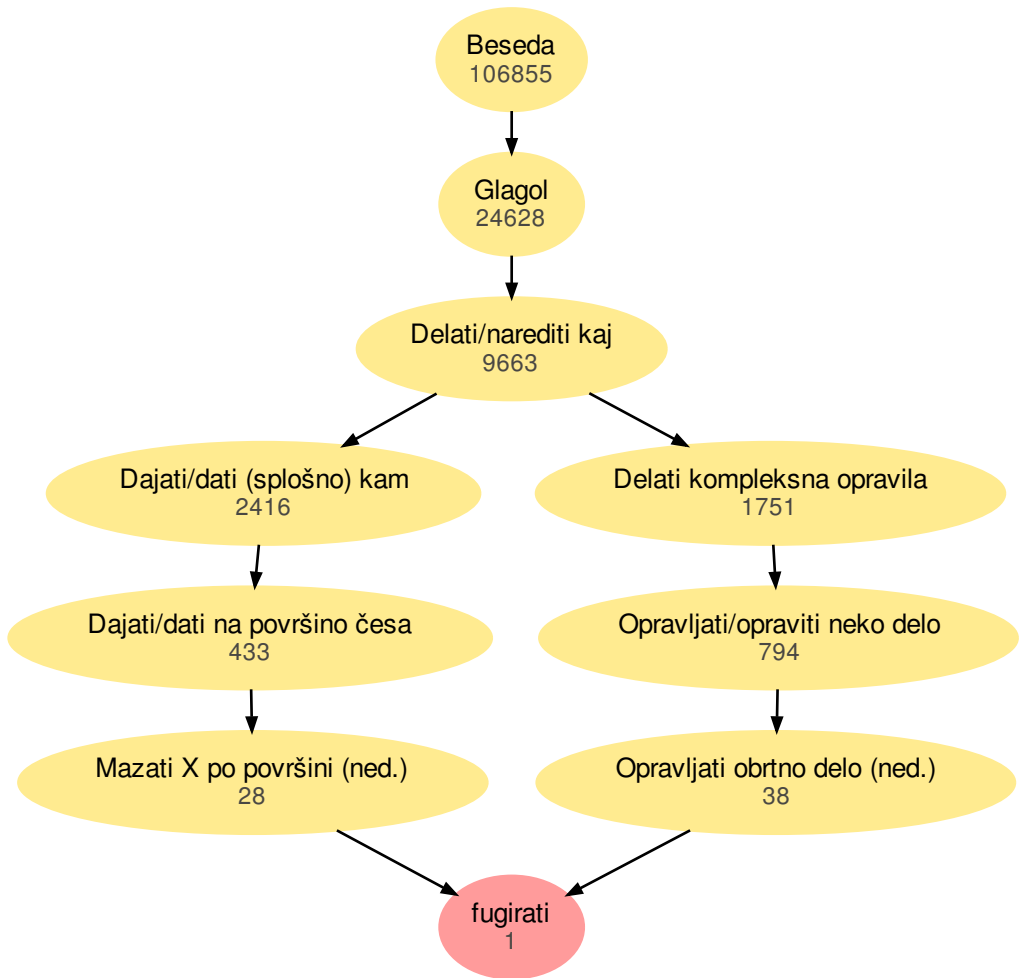 Beseda
106855
Glagol
24628
Delati/narediti kaj
9663
Dajati/dati (splošno) kam
2416
Delati kompleksna opravila
1751
Dajati/dati na površino česa
433
Opravljati/opraviti neko delo
794
Mazati X po površini (ned.)
28
Opravljati obrtno delo (ned.)
38
fugirati
1